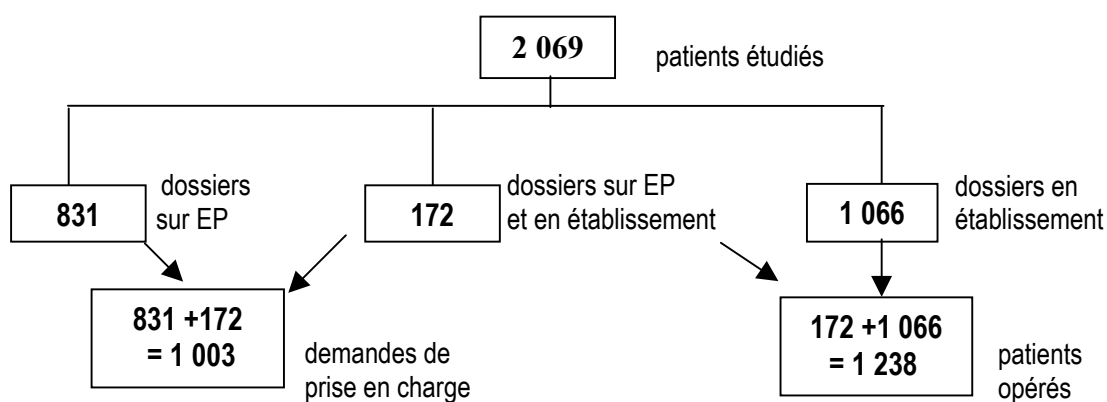 2 069
patients étudiés
831
dossiers
sur EP
172
dossiers sur EP
et en établissement
1 066
dossiers en
établissement
831 +172
= 1 003
demandes de
prise en charge
172 +1 066
= 1 238
patients
opérés